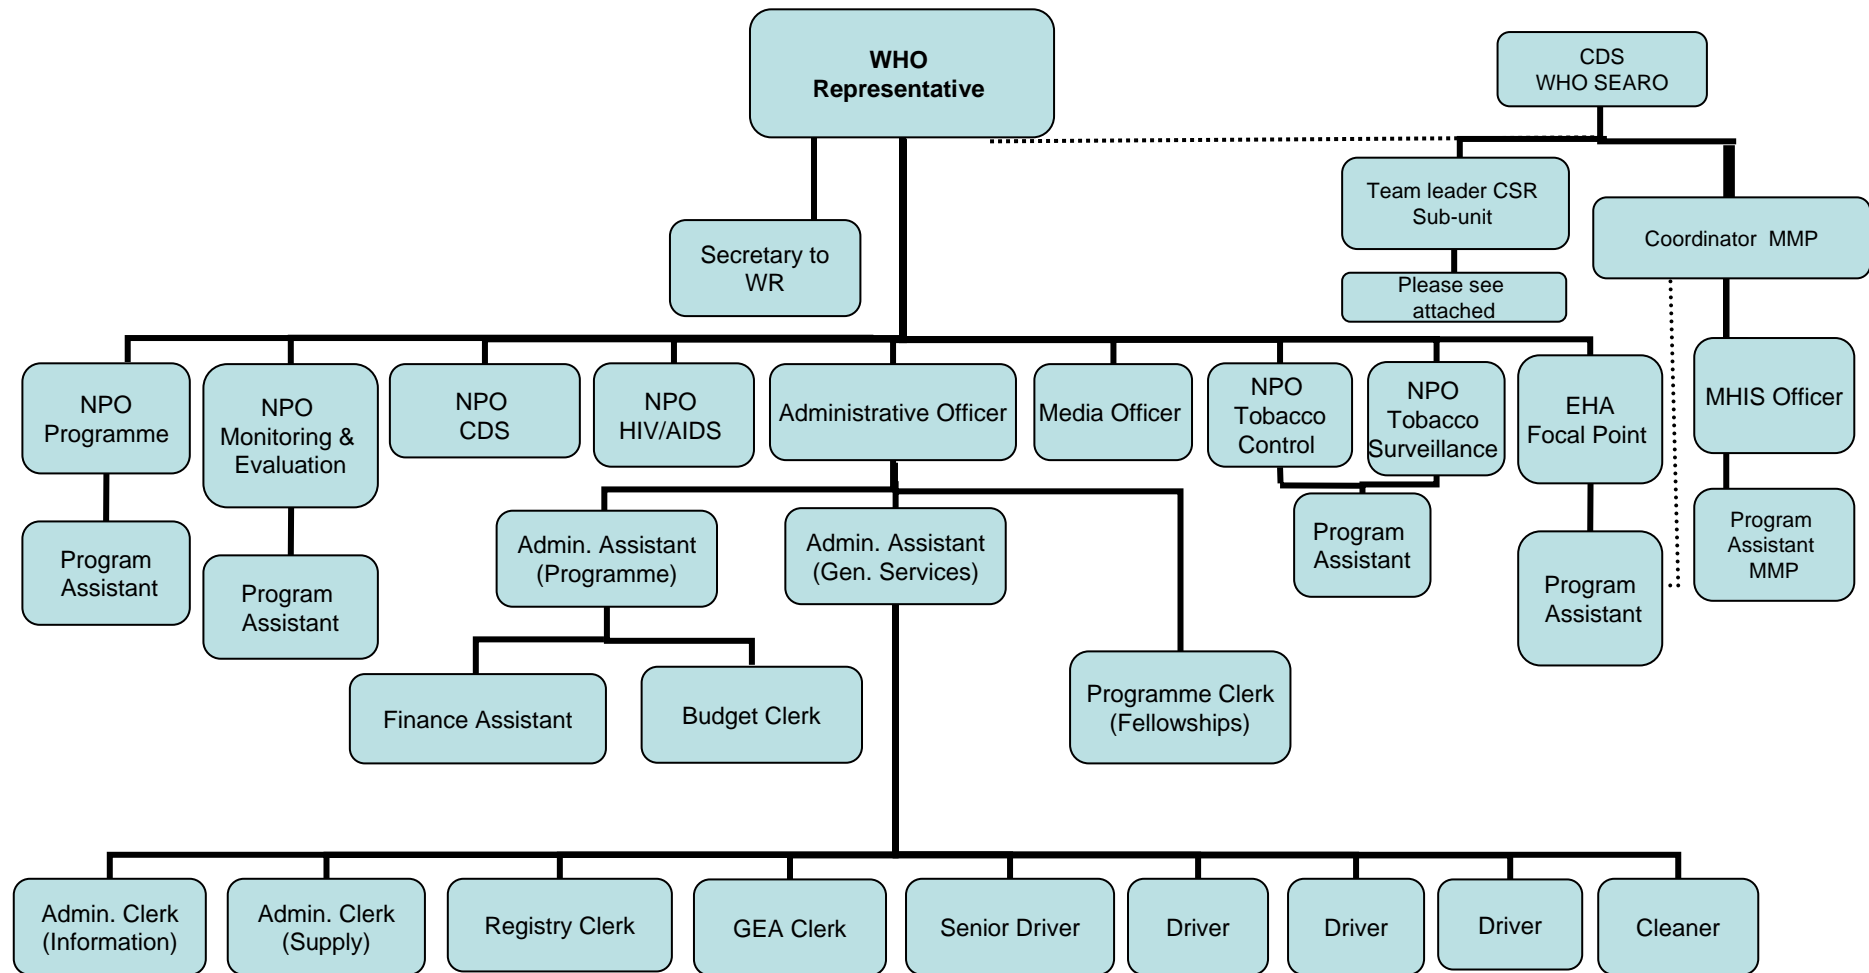 WHO
Representative
CDS
WHO SEARO
Team leader CSR
Sub-unit
Coordinator MMP
Secretary to
WR
Please see
attached
NPO
Programme
NPO
Monitoring &
Evaluation
NPO
CDS
NPO
HIV/AIDS
Administrative Officer
Media Officer
NPO
Tobacco
Control
NPO
Tobacco
Surveillance
EHA
Focal Point
MHIS Officer
Program
Assistant
Program
Assistant
Admin. Assistant
(Programme)
Admin. Assistant
(Gen. Services)
Program
Assistant
Program
Assistant
Program
Assistant
MMP
Finance Assistant
Budget Clerk
Programme Clerk
(Fellowships)
Admin. Clerk
(Information)
Admin. Clerk
(Supply)
Registry Clerk
GEA Clerk
Senior Driver
Driver
Driver
Driver
Cleaner